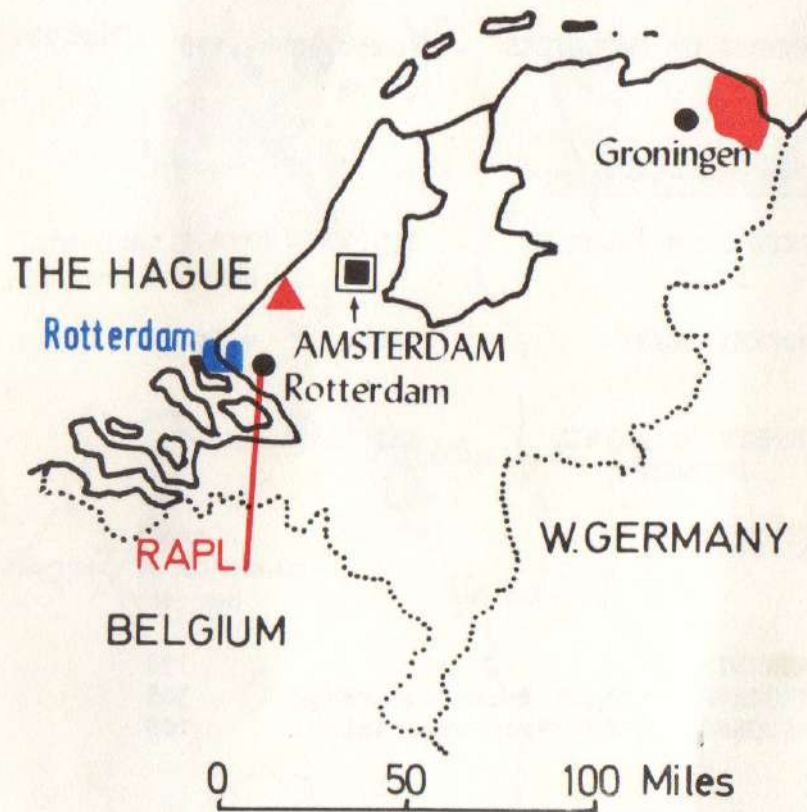 Groningen
THE HAGUE
Rotterdam
AMSTERDAM
Rotterdam
W.GERMANY
RAPL
BELGIUM
0 50 100 Miles